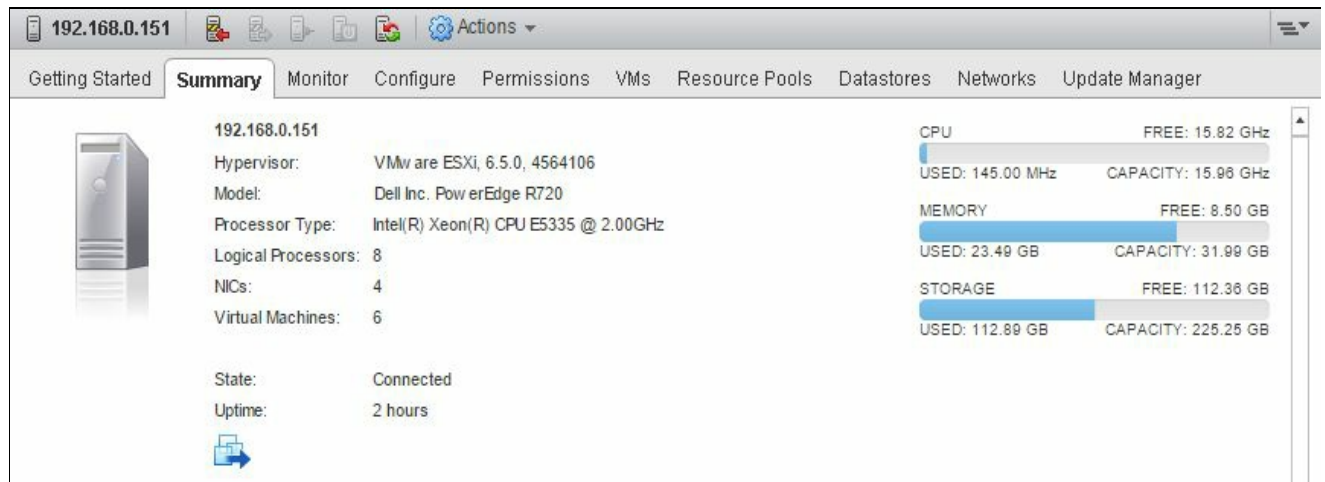 192.168.0.151 Actions
Getting Started Summary Monitor Configure Permissions VMs Resource Pools Datastores Networks Update Manager
192.168.0.151
Hypervisor: VMware ESXi, 6.5.0, 4564106
Model: Dell Inc. PowerEdge R720
Processor Type: Intel(R) Xeon(R) CPU E5335 @ 2.00GHz
Logical Processors: 8
NICs: 4
Virtual Machines: 6
State: Connected
Uptime: 2 hours
CPU FREE: 15.82 GHz
USED: 145.00 MHz CAPACITY: 15.96 GHz
MEMORY FREE: 8.50 GB
USED: 23.49 GB CAPACITY: 31.99 GB
STORAGE FREE: 112.36 GB
USED: 112.89 GB CAPACITY: 225.25 GB